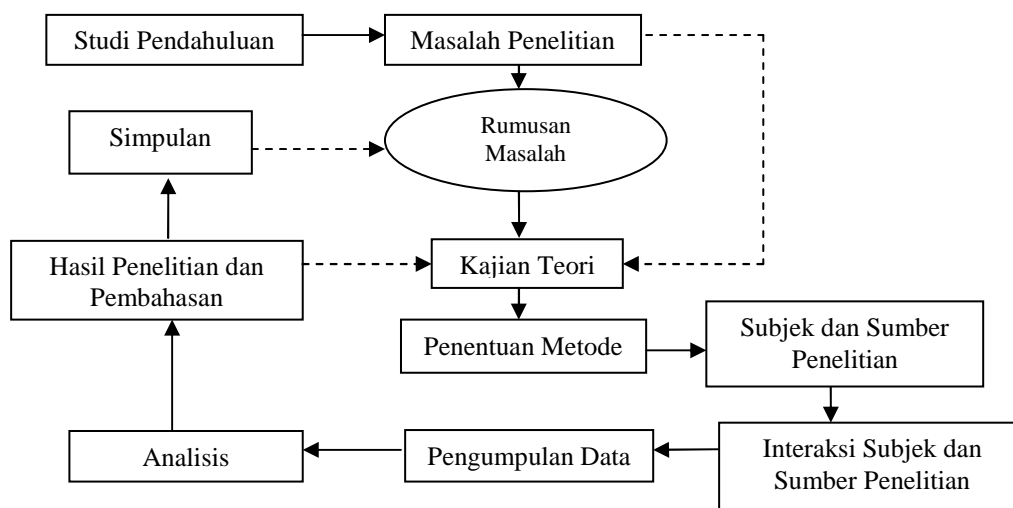 Studi Pendahuluan
Masalah Penelitian
Simpulan
Rumusan
Masalah
Hasil Penelitian dan
Pembahasan
Kajian Teori
Penentuan Metode
Subjek dan Sumber
Penelitian
Analisis
Pengumpulan Data
Interaksi Subjek dan
Sumber Penelitian